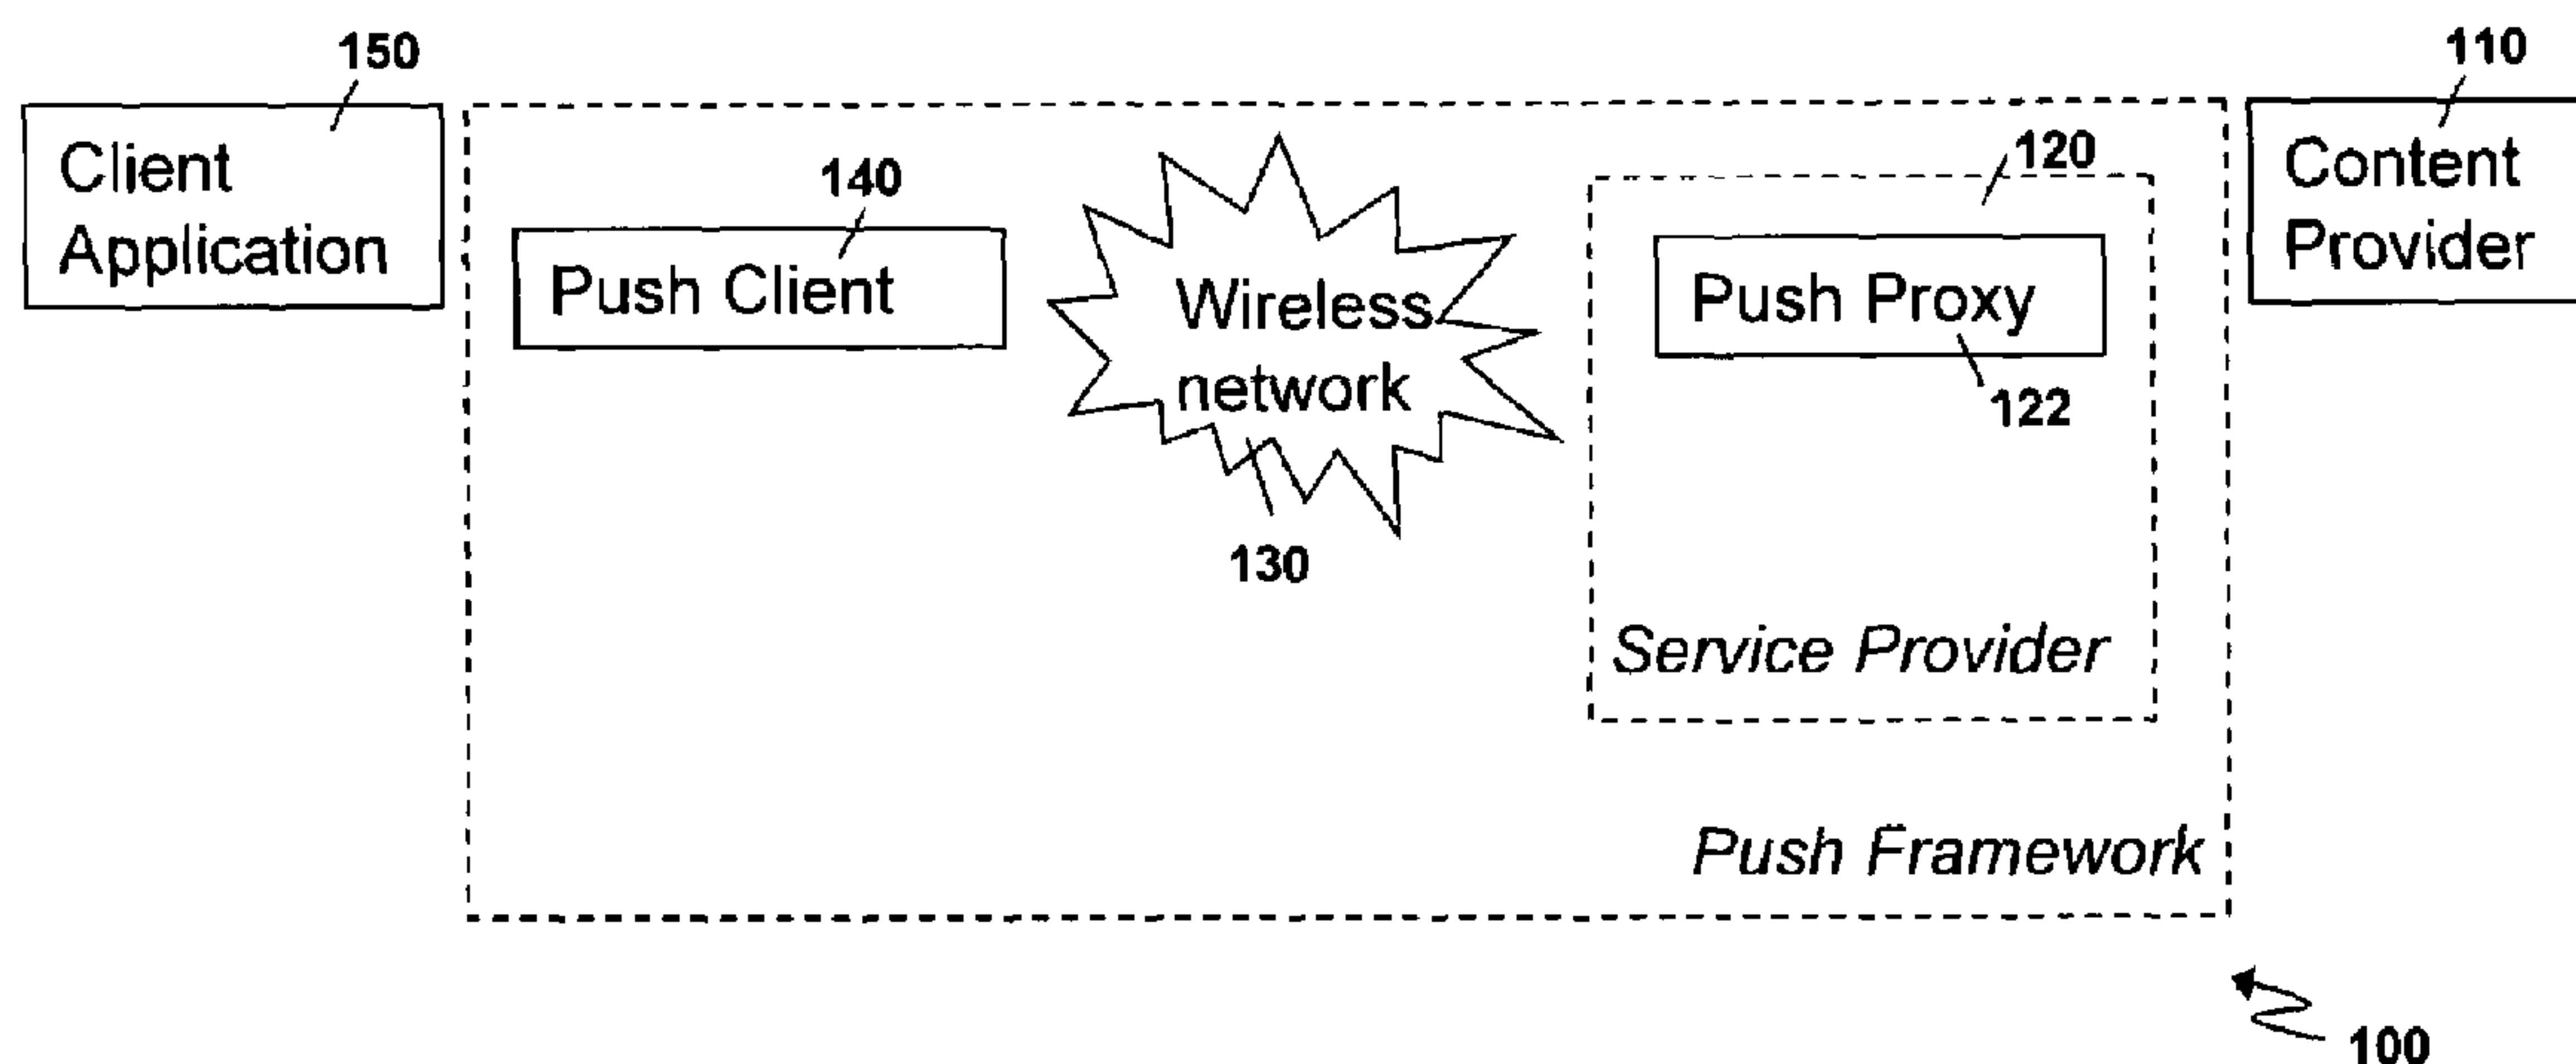 150
110
Client
Application
140
Push Client
Wireless
network
130
120
Push Proxy
122
Service Provider
Push Framework
Content
Provider
100